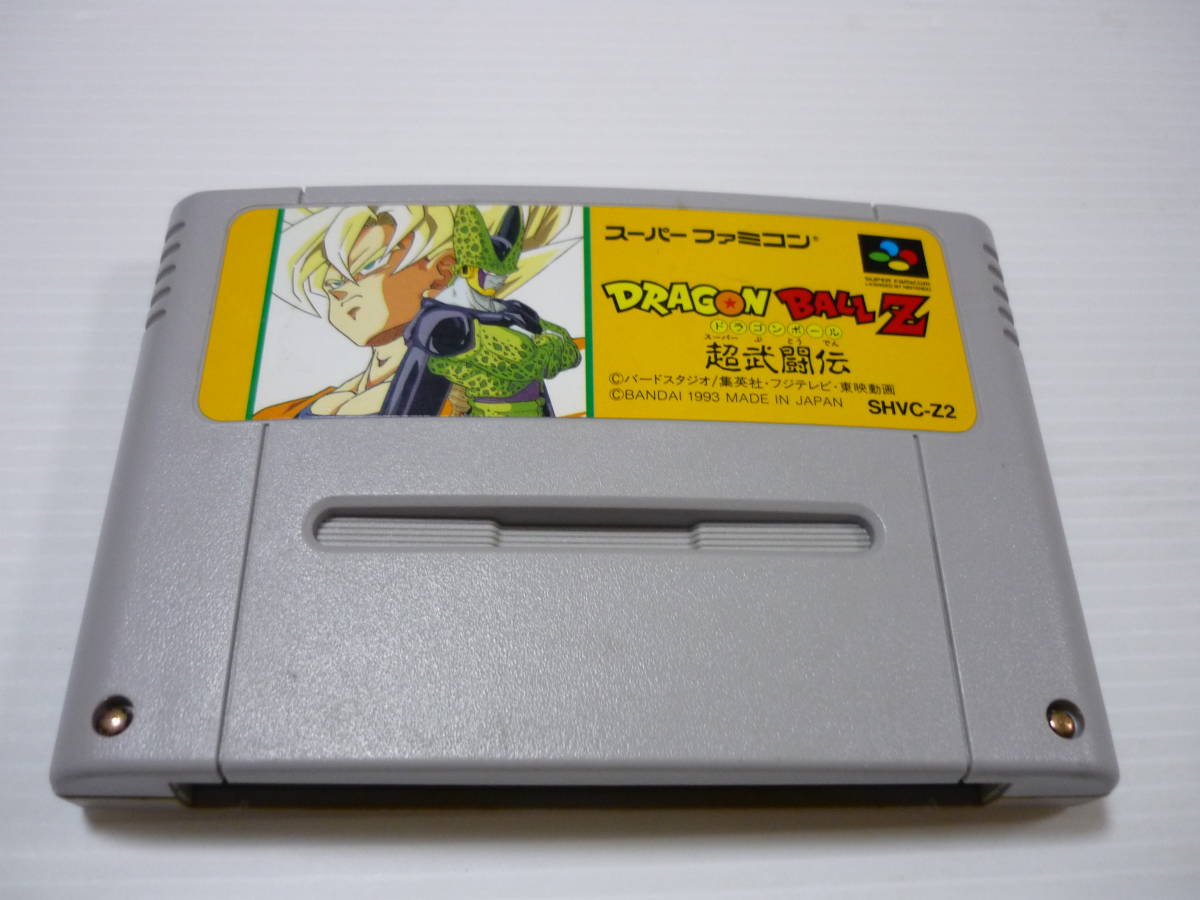 スーパーファミコン®
SUPER FAMICOM
LICENSED BY NINTENDO
DRAGON BALL Z
ドラゴンボール
スーパー ぶ とう でん
超武闘伝
©バードスタジオ/集英社・フジテレビ・東映動画
©BANDAI 1993 MADE IN JAPAN
SHVC-Z2